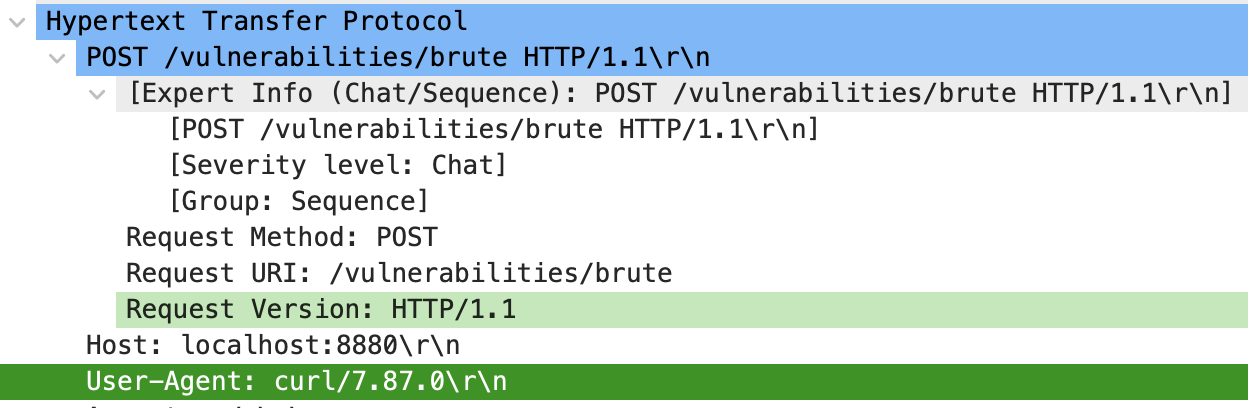 Hypertext Transfer Protocol
POST /vulnerabilities/brute HTTP/1.1\r\n
[Expert Info (Chat/Sequence): POST /vulnerabilities/brute HTTP/1.1\r\n]
[POST /vulnerabilities/brute HTTP/1.1\r\n]
[Severity level: Chat]
[Group: Sequence]
Request Method: POST
Request URI: /vulnerabilities/brute
Request Version: HTTP/1.1
Host: localhost:8880\r\n
User-Agent: curl/7.87.0\r\n